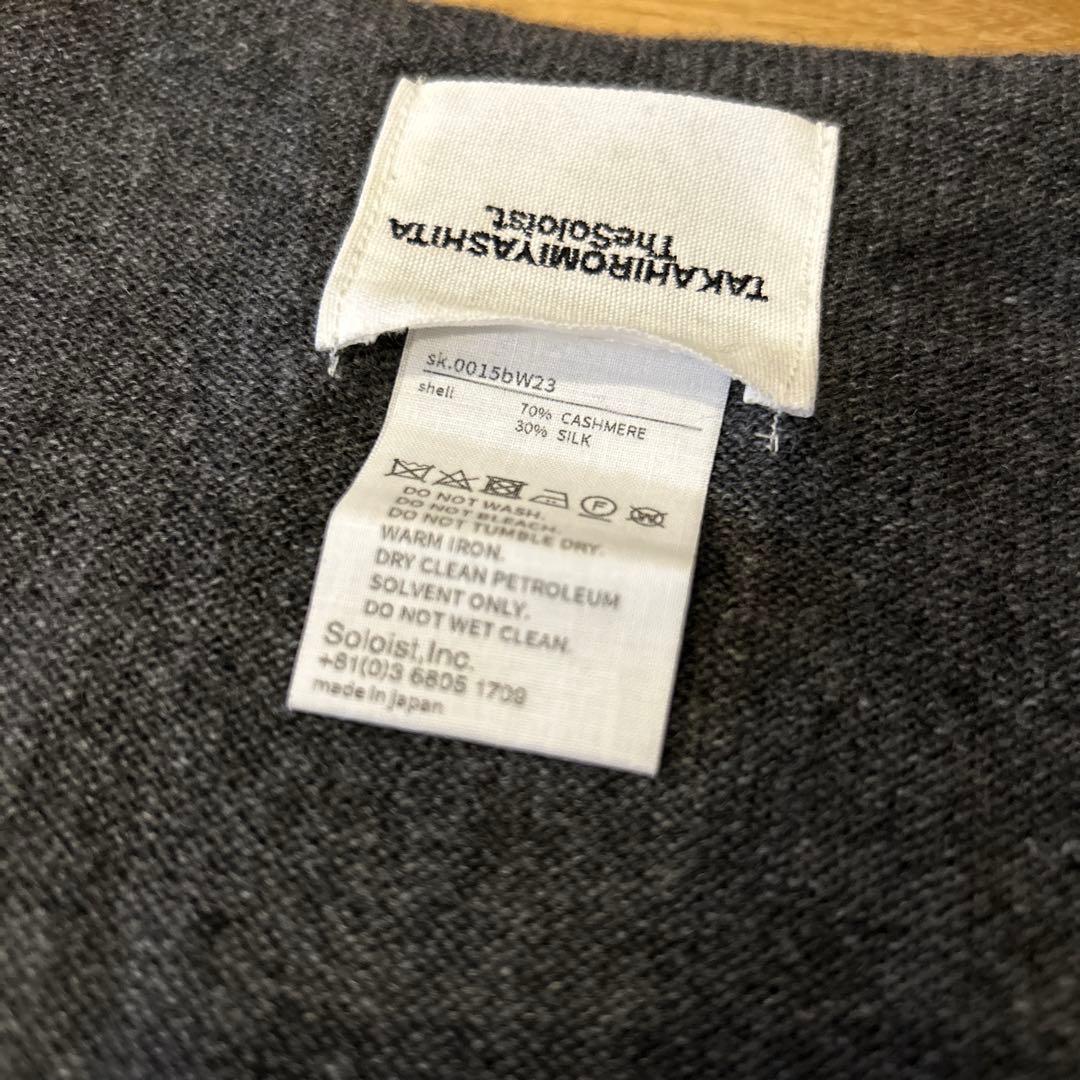 TAKAHIROMIYASHITA
TheSoloist.
sk.0015bW23
shell
70% CASHMERE
30% SILK
F
W
DO NOT WASH.
DO NOT BLEACH.
DO NOT TUMBLE DRY.
WARM IRON.
DRY CLEAN PETROLEUM
SOLVENT ONLY.
DO NOT WET CLEAN.
Soloist,Inc.
+81(0)3 6805 1709
made in japan